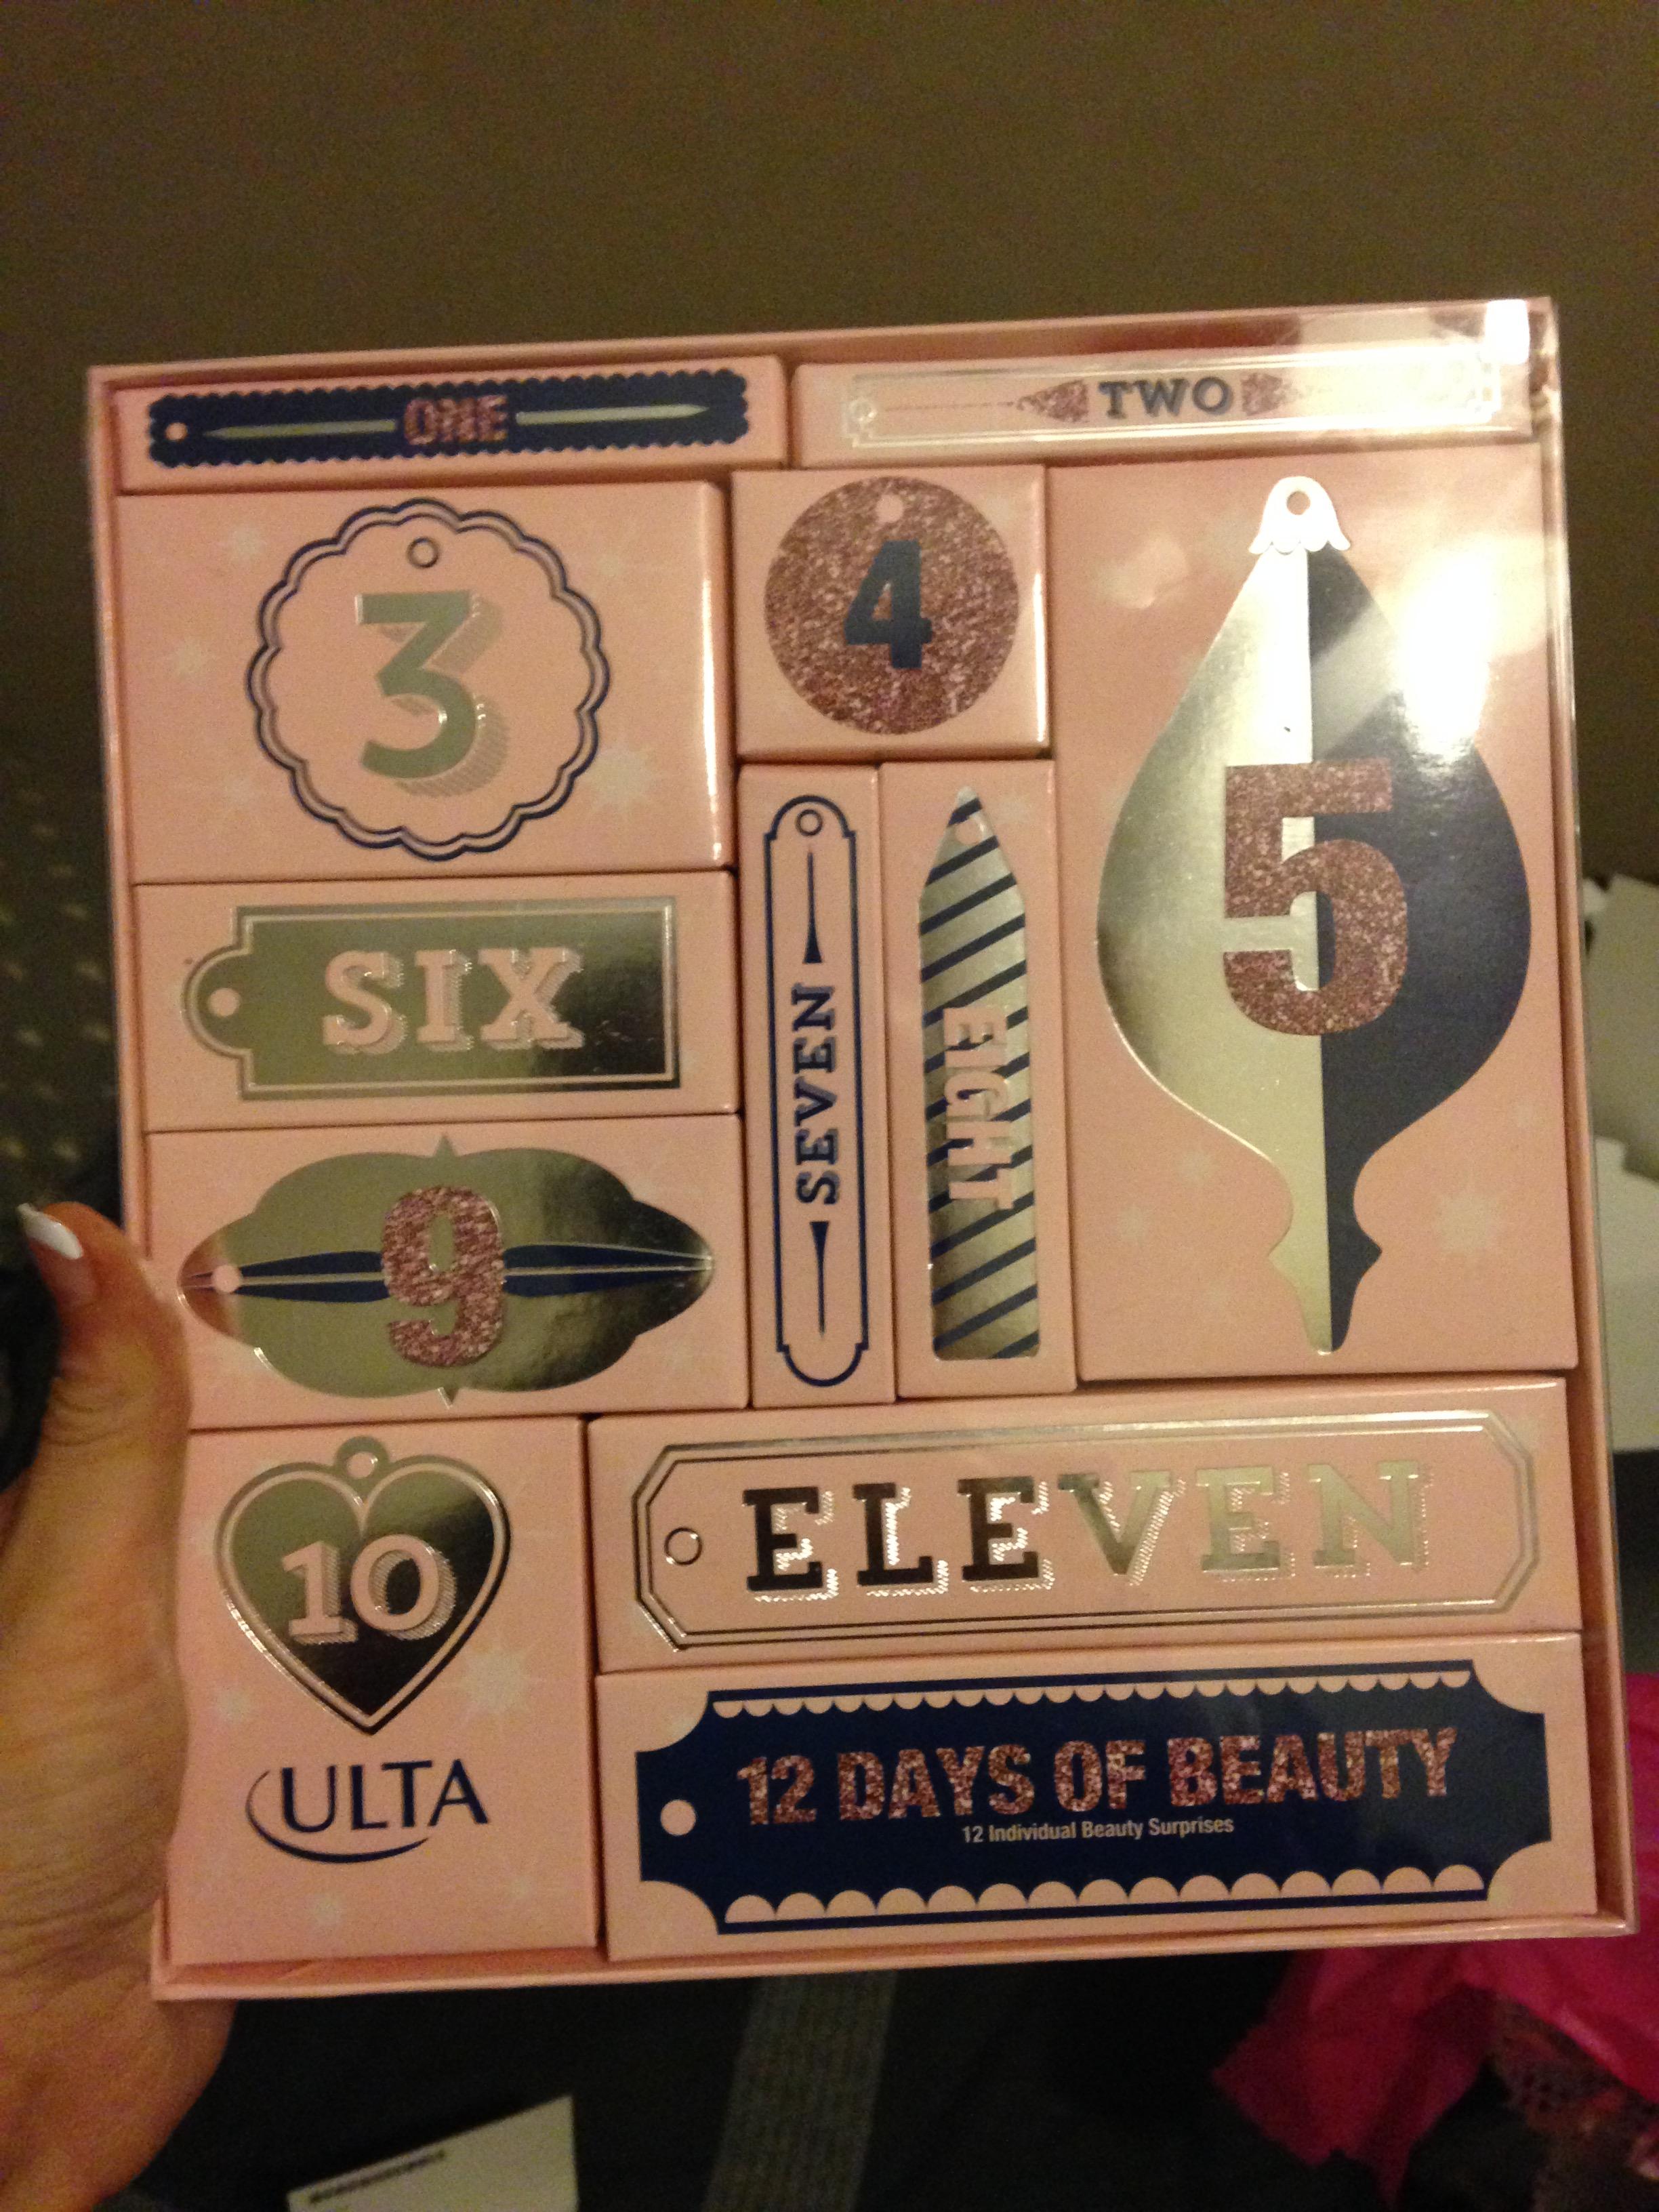 ONE
TWO
3
4
5
SIX
SEVEN
EIGHT
9
10
ULTA
ELEVEN
12 DAYS OF BEAUTY
12 Individual Beauty Surprises